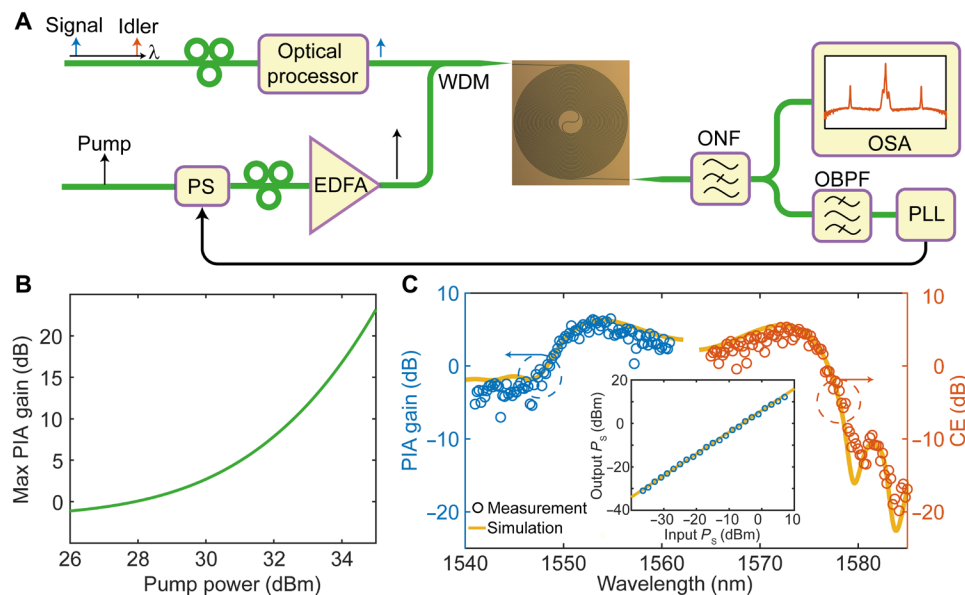 A
Signal Idler
λ
Optical
processor
WDM
Pump
PS
EDFA
ONF
OSA
OBPF
PLL
B
Max PIA gain (dB)
20
15
10
5
0
26 28 30 32 34
Pump power (dBm)
C
PIA gain (dB)
10
0
−10
−20
1540 1550 1560 1570 1580
Wavelength (nm)
10
0
−10
−20
CE (dB)
Measurement
Simulation
Output PS (dBm)
20
0
−20
−40
−30 −20 −10 0 10
Input PS (dBm)